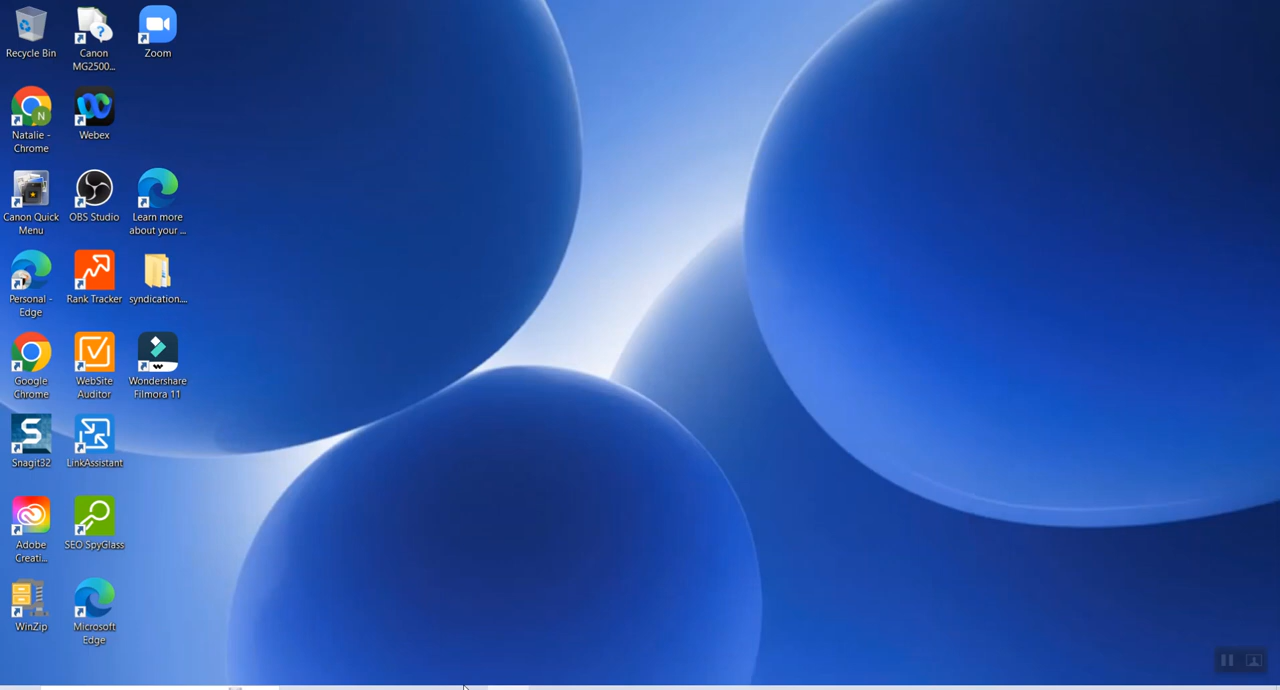 Recycle Bin
Canon
MG2500...
Zoom
Natalie -
Chrome
Webex
Canon Quick
Menu
OBS Studio
Learn more
about your ...
Personal -
Edge
Rank Tracker
syndication....
Google
Chrome
WebSite
Auditor
Wondershare
Filmora 11
Snagit32
LinkAssistant
Adobe
Creati...
SEO SpyGlass
WinZip
Microsoft
Edge